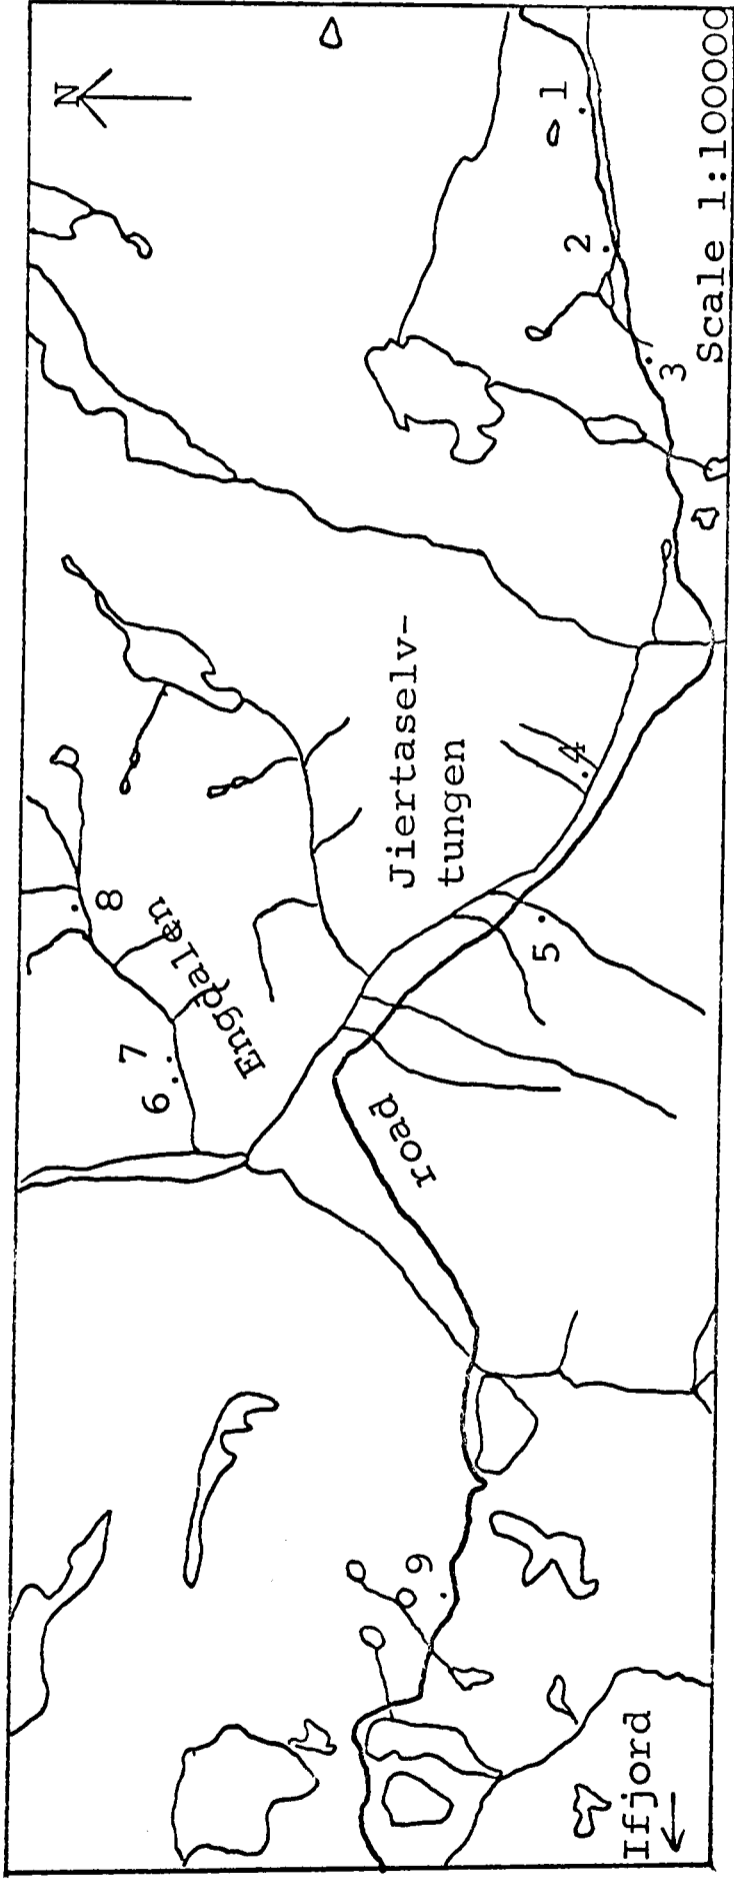 N
1
2
3
Scale 1:100000
4
Jiertaselv-
tungen
5
8
Engdalen
7
6
road
9
Ifjord